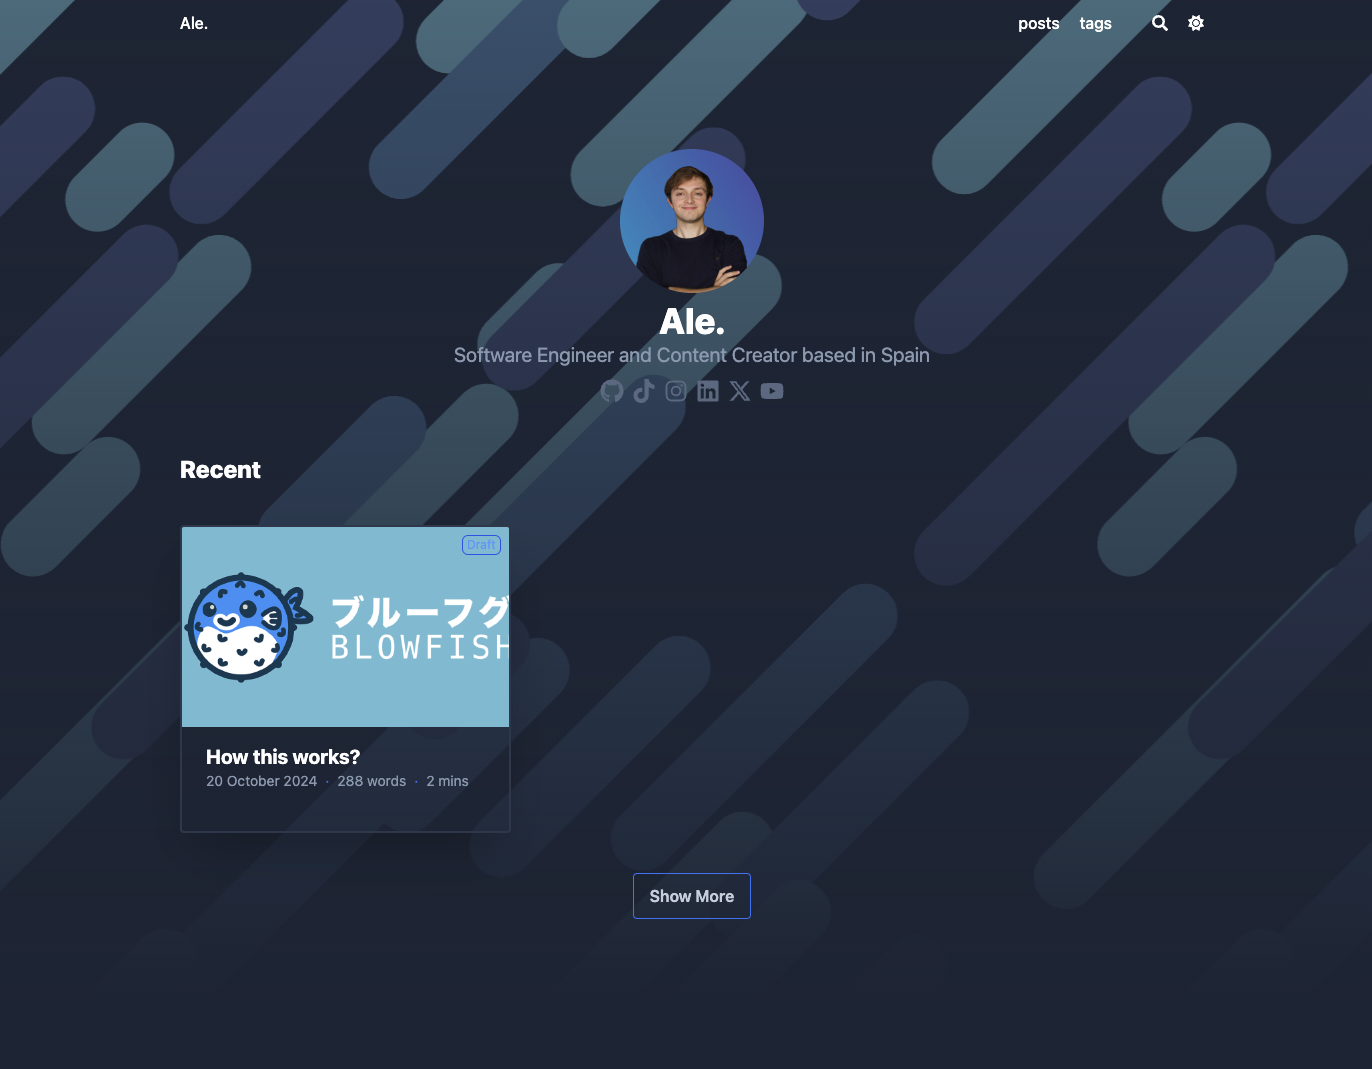 Ale.
posts tags
Ale.
Software Engineer and Content Creator based in Spain
Recent
Draft
ブルーフグ
BLOWFISH
How this works?
20 October 2024 · 288 words · 2 mins
Show More